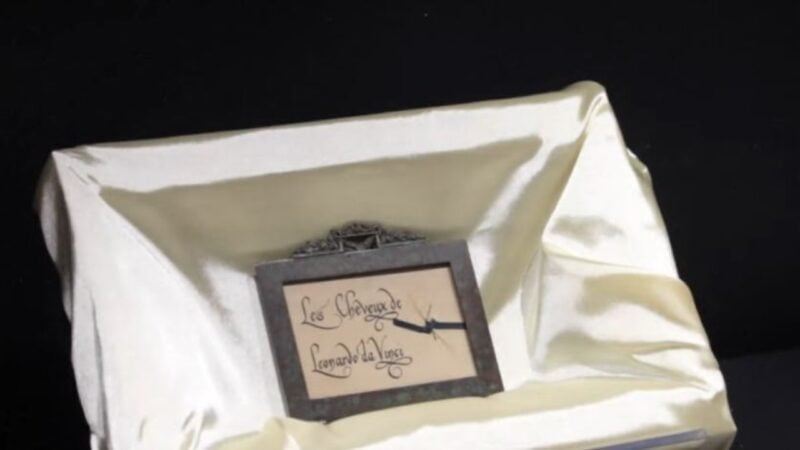 Les Cheveux de
Leonardo da Vinci